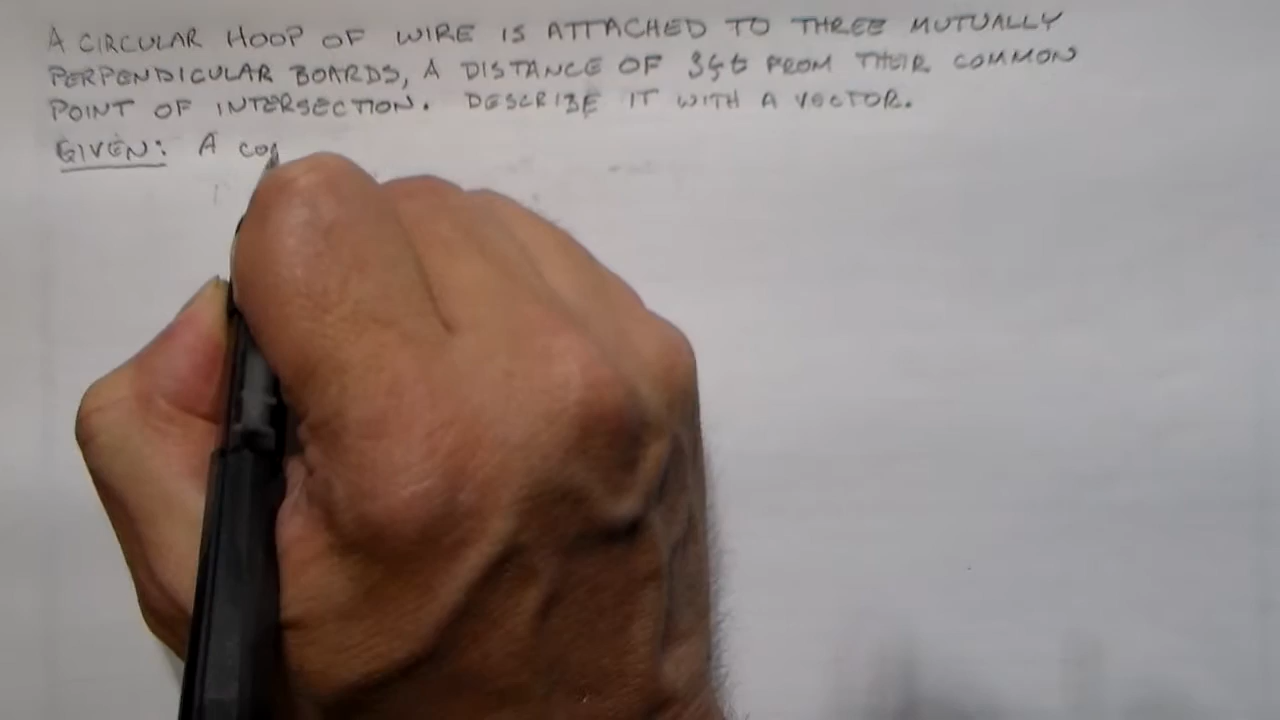 A CIRCULAR HOOP OF WIRE IS ATTACHED TO THREE MUTUALLY
PERPENDICULAR BOARDS, A DISTANCE OF 3ft FROM THEIR COMMON
POINT OF INTERSECTION. DESCRIBE IT WITH A VECTOR.
GIVEN: A